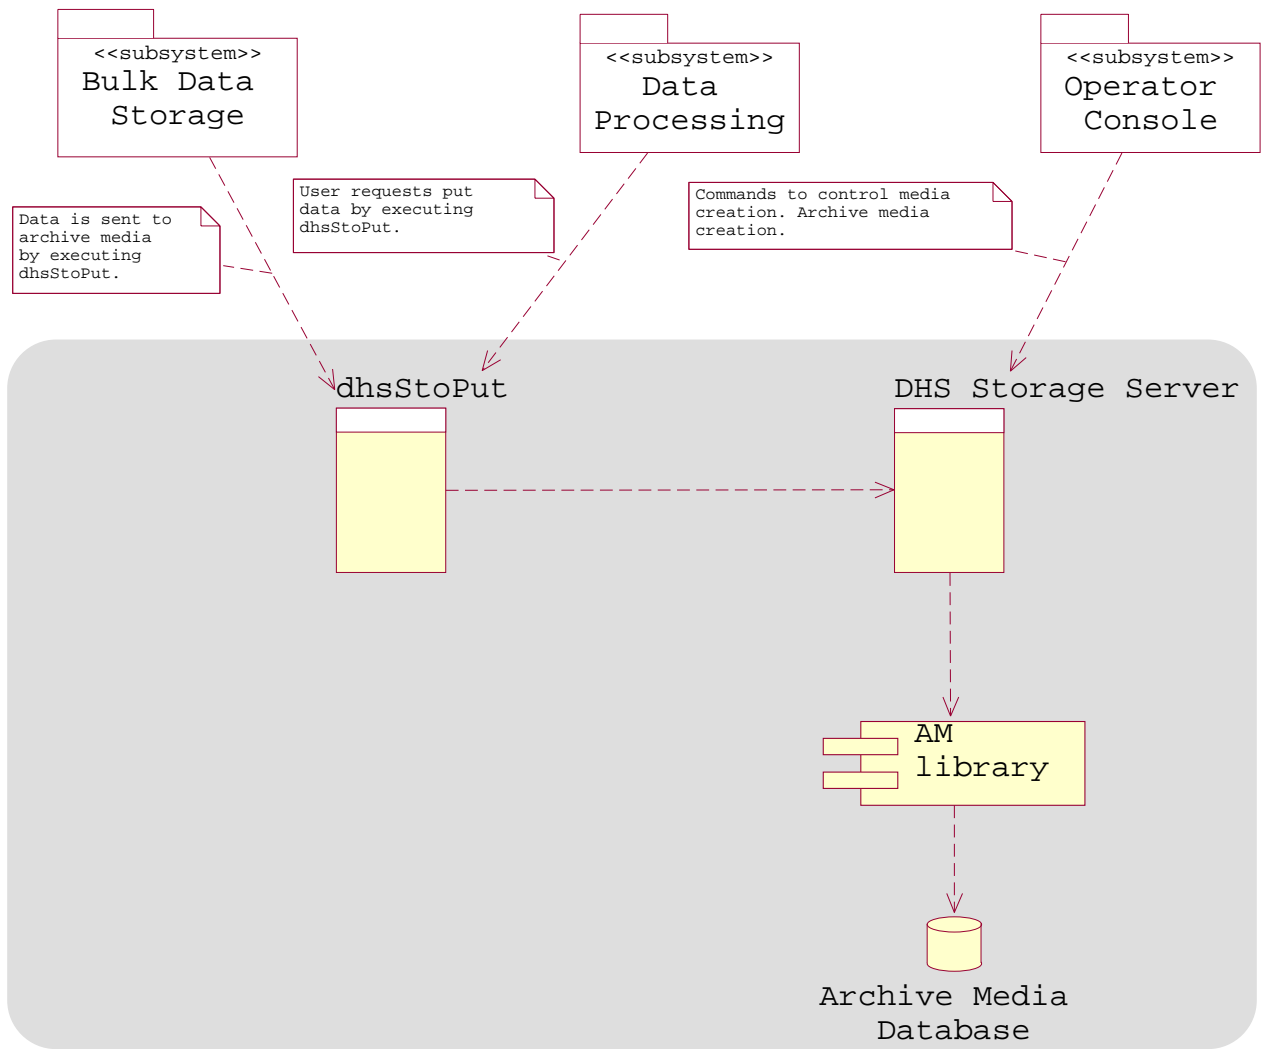 <<subsystem>>
Bulk Data
Storage
<<subsystem>>
Data
Processing
<<subsystem>>
Operator
Console
Data is sent to
archive media
by executing
dhsStoPut.
User requests put
data by executing
dhsStoPut.
Commands to control media
creation. Archive media
creation.
dhsStoPut
DHS Storage Server
AM
library
Archive Media
Database